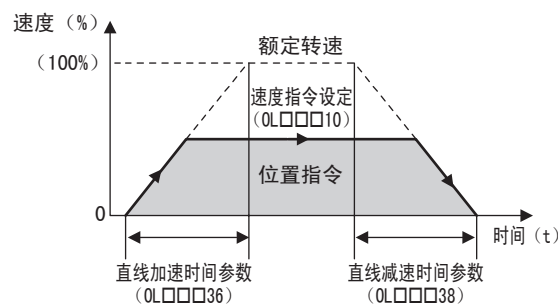 速度（%）
（100%）
额定转速
速度指令设定
（OL□□□10）
位置指令
0
时间（t）
直线加速时间参数
（OL□□□36）
直线减速时间参数
（OL□□□38）